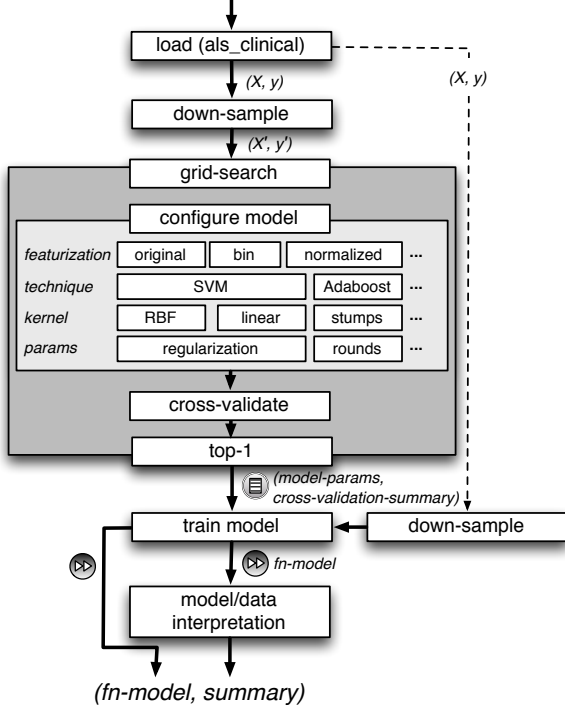 load (als_clinical)
(X, y)
(X, y)
down-sample
(X', y')
grid-search
configure model
featurization original bin normalized ...
technique SVM Adaboost ...
kernel RBF linear stumps ...
params regularization rounds ...
cross-validate
top-1
(model-params,
cross-validation-summary)
train model
down-sample
fn-model
model/data
interpretation
(fn-model, summary)